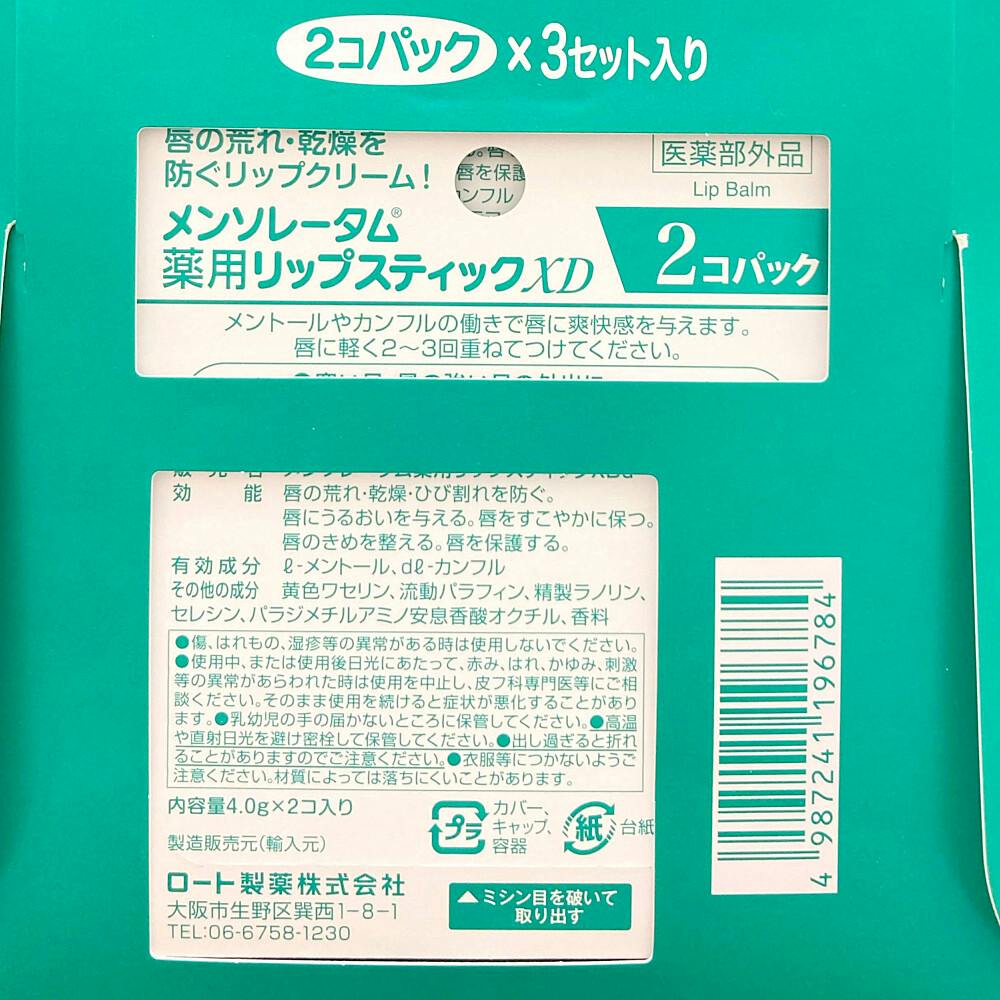 2コパック×3セット入り
唇の荒れ・乾燥を
防ぐリップクリーム！
唇を保護
カンフル
医薬部外品
Lip Balm
メンソレータム®
薬用リップスティックXD
2コパック
メントールやカンフルの働きで唇に爽快感を与えます。
唇に軽く2〜3回重ねてつけてください。
効能 唇の荒れ・乾燥・ひび割れを防ぐ。
唇にうるおいを与える。唇をすこやかに保つ。
唇のきめを整える。唇を保護する。
有効成分 ℓ-メントール、dℓ-カンフル
その他の成分 黄色ワセリン、流動パラフィン、精製ラノリン、
セレシン、パラジメチルアミノ安息香酸オクチル、香料
●傷、はれもの、湿疹等の異常がある時は使用しないでください。
●使用中、または使用後日光にあたって、赤み、はれ、かゆみ、刺激
等の異常があらわれた時は使用を中止し、皮フ科専門医等にご相
談ください。そのまま使用を続けると症状が悪化することがあり
ます。●乳幼児の手の届かないところに保管してください。●高温
や直射日光を避け密栓して保管してください。●出し過ぎると折れ
ることがありますのでご注意ください。●衣服等につかないようご
注意ください。材質によっては落ちにくいことがあります。
内容量4.0g×2コ入り
プラ
カバー、
キャップ、
容器
紙
台紙
製造販売元(輸入元)
ロート製薬株式会社
大阪市生野区巽西1-8-1
TEL:06-6758-1230
▲ミシン目を破いて
取り出す
4987241196784